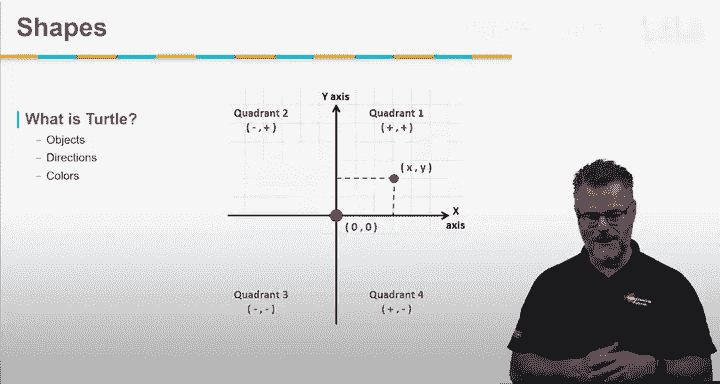 Shapes
What is Turtle?
– Objects
– Directions
– Colors
Y axis
Quadrant 2
(-,+)
Quadrant 1
(+,+)
(x,y)
X
axis
(0,0)
Quadrant 3
(-,-)
Quadrant 4
(+,-)